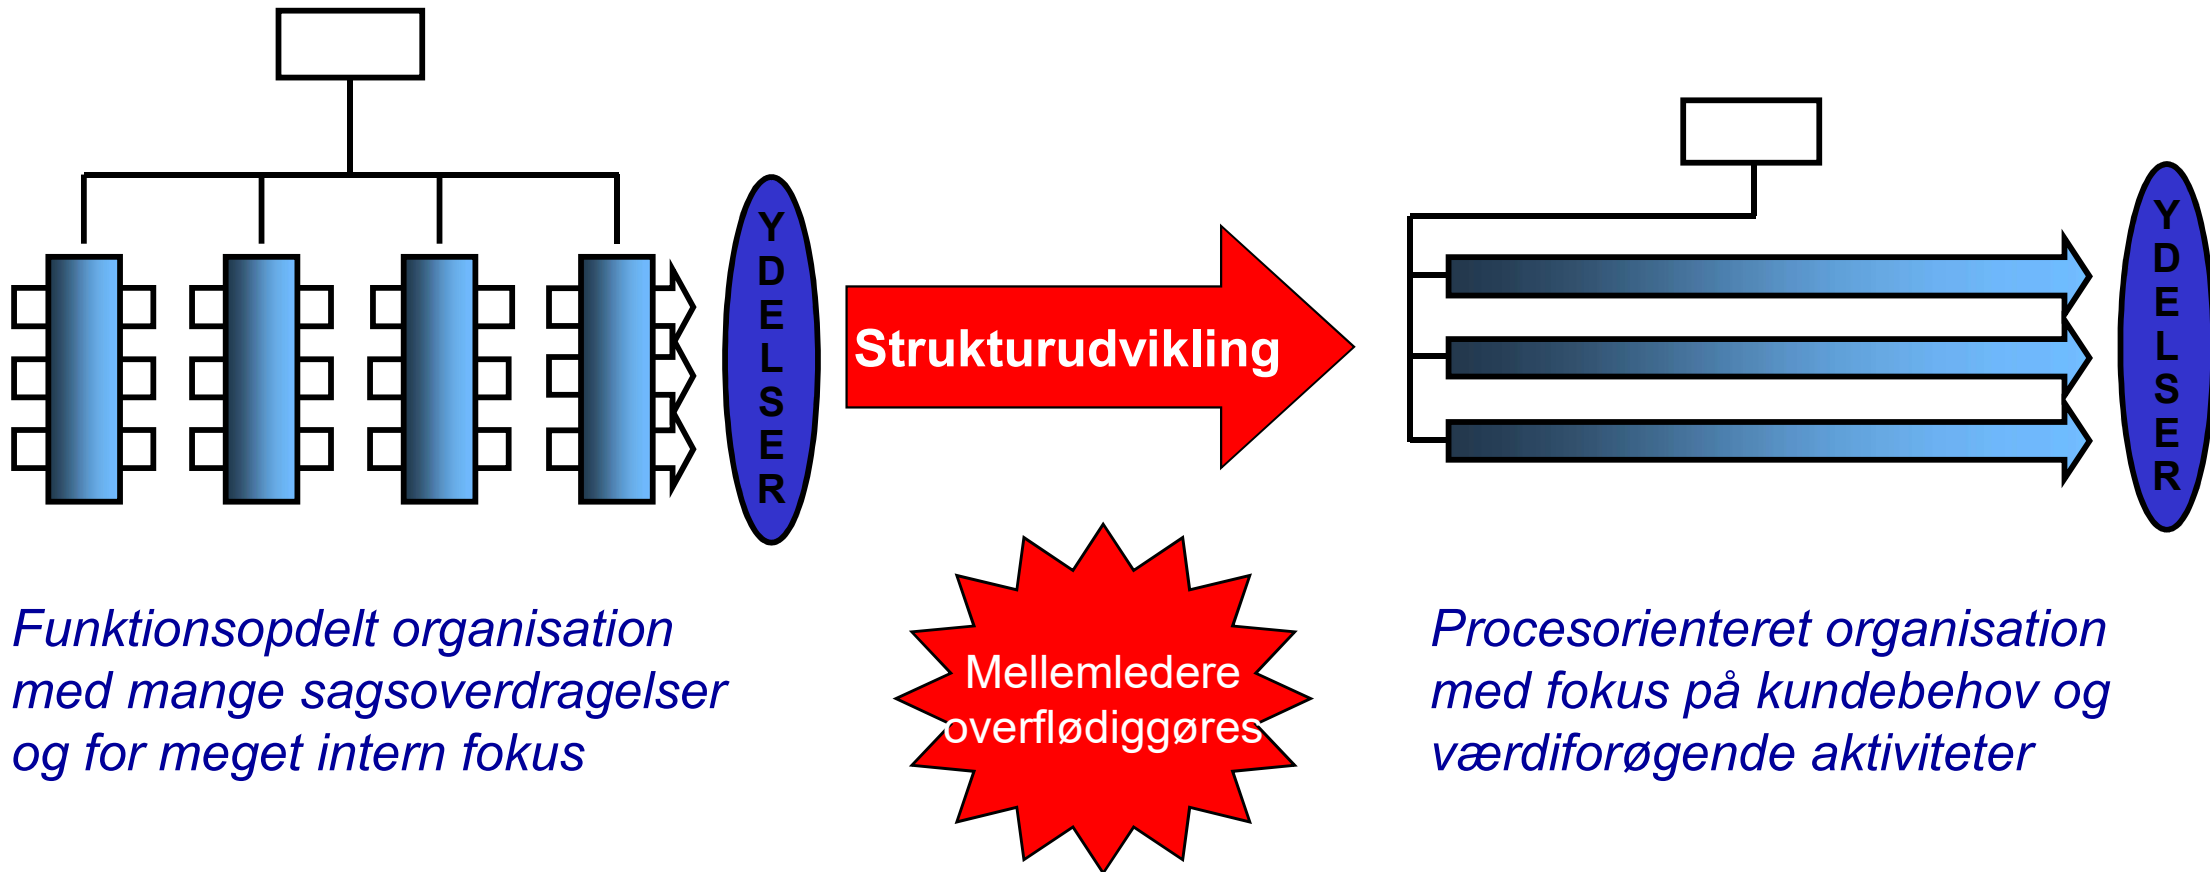 YDELSER
Strukturudvikling
YDELSER
Funktionsopdelt organisation
med mange sagsoverdragelser
og for meget intern fokus
Mellemledere
overflødiggøres
Procesorienteret organisation
med fokus på kundebehov og
værdiforøgende aktiviteter